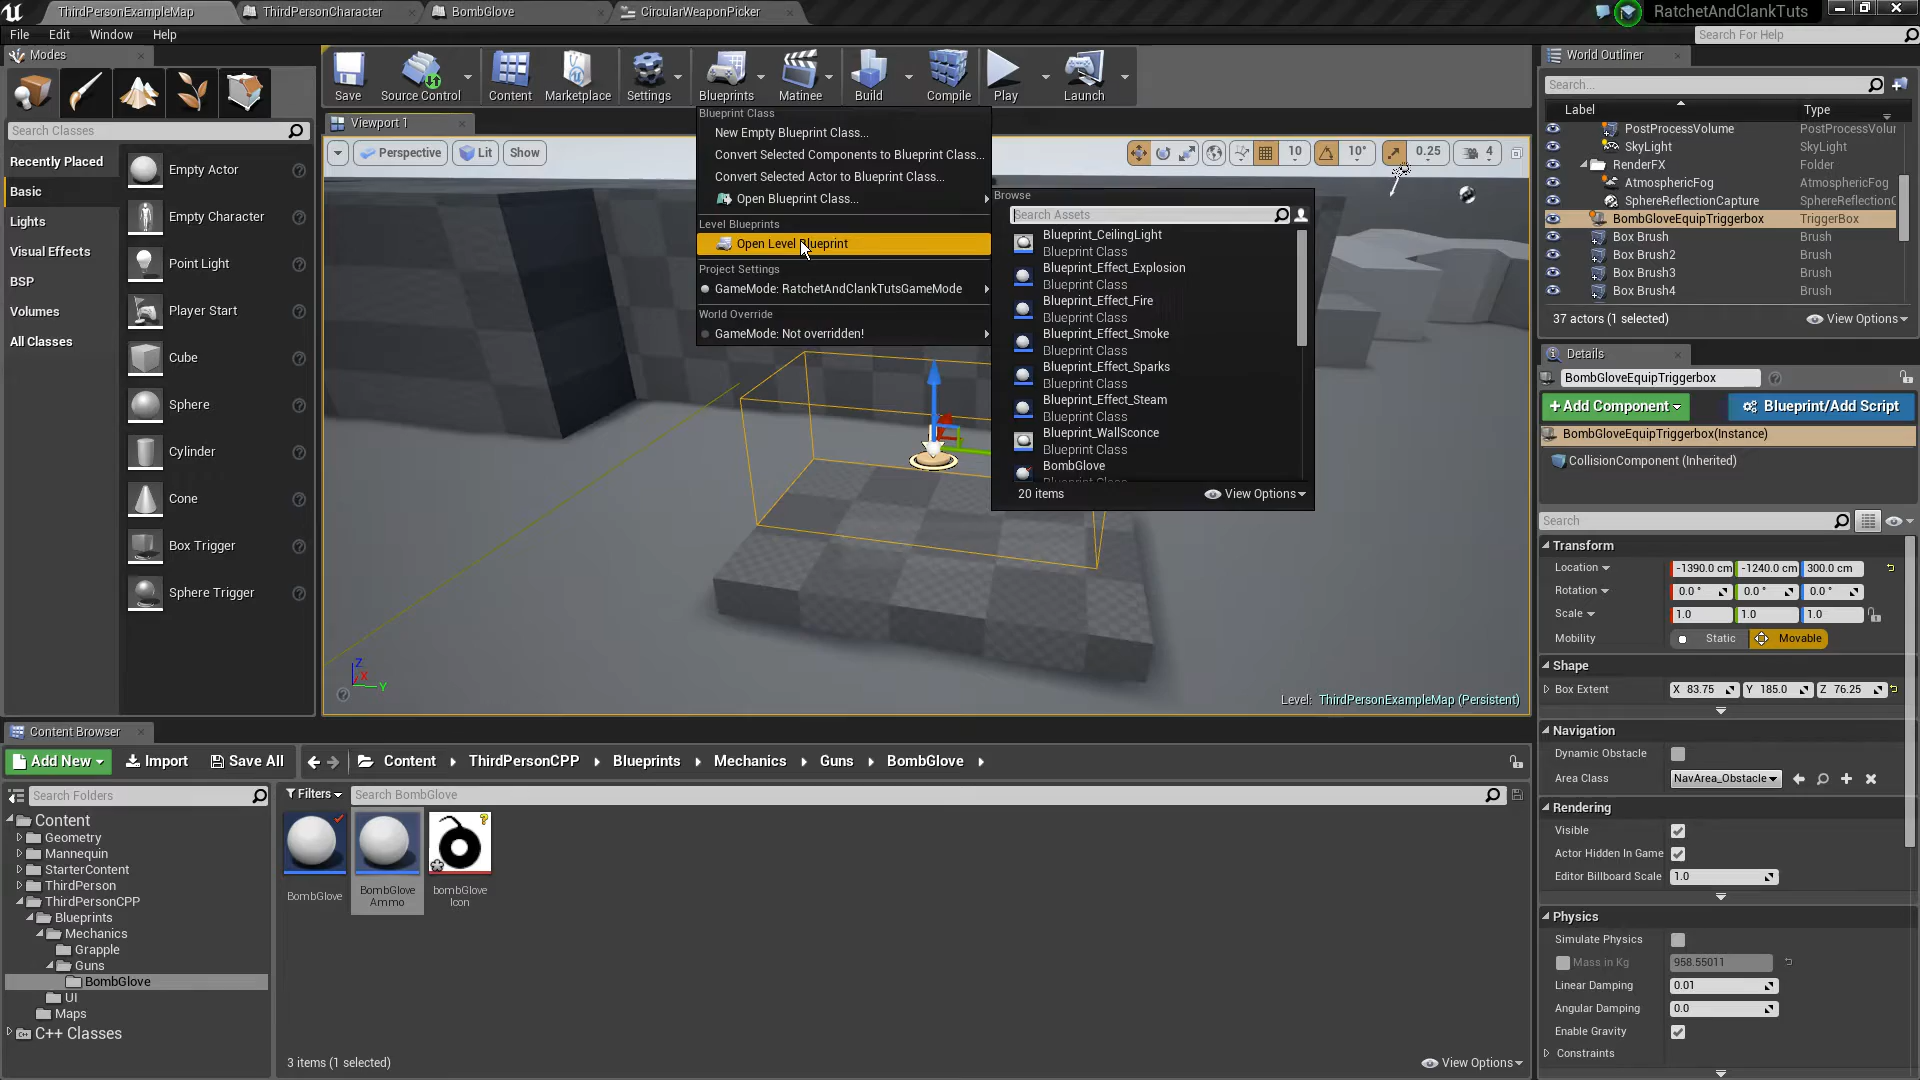 ThirdPersonExampleMap
ThirdPersonCharacter
BombGlove
CircularWeaponPicker
RatchetAndClankTuts
File Edit Window Help
Search For Help
Modes
Search Classes
Recently Placed
Basic
Lights
Visual Effects
BSP
Volumes
All Classes
Empty Actor
Empty Character
Point Light
Player Start
Cube
Sphere
Cylinder
Cone
Box Trigger
Sphere Trigger
Save
Source Control
Content
Marketplace
Settings
Blueprints
Matinee
Build
Compile
Play
Launch
Viewport 1
Perspective
Lit
Show
10
10°
0.25
4
Blueprint Class
New Empty Blueprint Class...
Convert Selected Components to Blueprint Class...
Convert Selected Actor to Blueprint Class...
Open Blueprint Class...
Level Blueprints
Open Level Blueprint
Project Settings
GameMode: RatchetAndClankTutsGameMode
World Override
GameMode: Not overridden!
Browse
Search Assets
Blueprint_CeilingLight
Blueprint Class
Blueprint_Effect_Explosion
Blueprint Class
Blueprint_Effect_Fire
Blueprint Class
Blueprint_Effect_Smoke
Blueprint Class
Blueprint_Effect_Sparks
Blueprint Class
Blueprint_Effect_Steam
Blueprint Class
Blueprint_WallSconce
Blueprint Class
BombGlove
20 items
View Options
Z
X
Y
Level: ThirdPersonExampleMap (Persistent)
World Outliner
Search...
Label Type
PostProcessVolume PostProcessVolur
SkyLight SkyLight
RenderFX Folder
AtmosphericFog AtmosphericFog
SphereReflectionCapture SphereReflectionC
BombGloveEquipTriggerbox TriggerBox
Box Brush Brush
Box Brush2 Brush
Box Brush3 Brush
Box Brush4 Brush
37 actors (1 selected)
View Options
Details
BombGloveEquipTriggerbox
+Add Component
Blueprint/Add Script
BombGloveEquipTriggerbox(Instance)
CollisionComponent (Inherited)
Search
Transform
Location -1390.0 cm -1240.0 cm 300.0 cm
Rotation 0.0 ° 0.0 ° 0.0 °
Scale 1.0 1.0 1.0
Mobility Static Movable
Shape
Box Extent X 83.75 Y 185.0 Z 76.25
Navigation
Dynamic Obstacle
Area Class NavArea_Obstacle
Rendering
Visible
Actor Hidden In Game
Editor Billboard Scale 1.0
Physics
Simulate Physics
Mass in Kg 958.55011
Linear Damping 0.01
Angular Damping 0.0
Enable Gravity
Constraints
Content Browser
Add New
Import
Save All
Content ThirdPersonCPP Blueprints Mechanics Guns BombGlove
Search Folders
Filters
Search BombGlove
Content
Geometry
Mannequin
StarterContent
ThirdPerson
ThirdPersonCPP
Blueprints
Mechanics
Grapple
Guns
BombGlove
UI
Maps
C++ Classes
BombGlove
BombGlove
Ammo
bombGlove
Icon
3 items (1 selected)
View Options